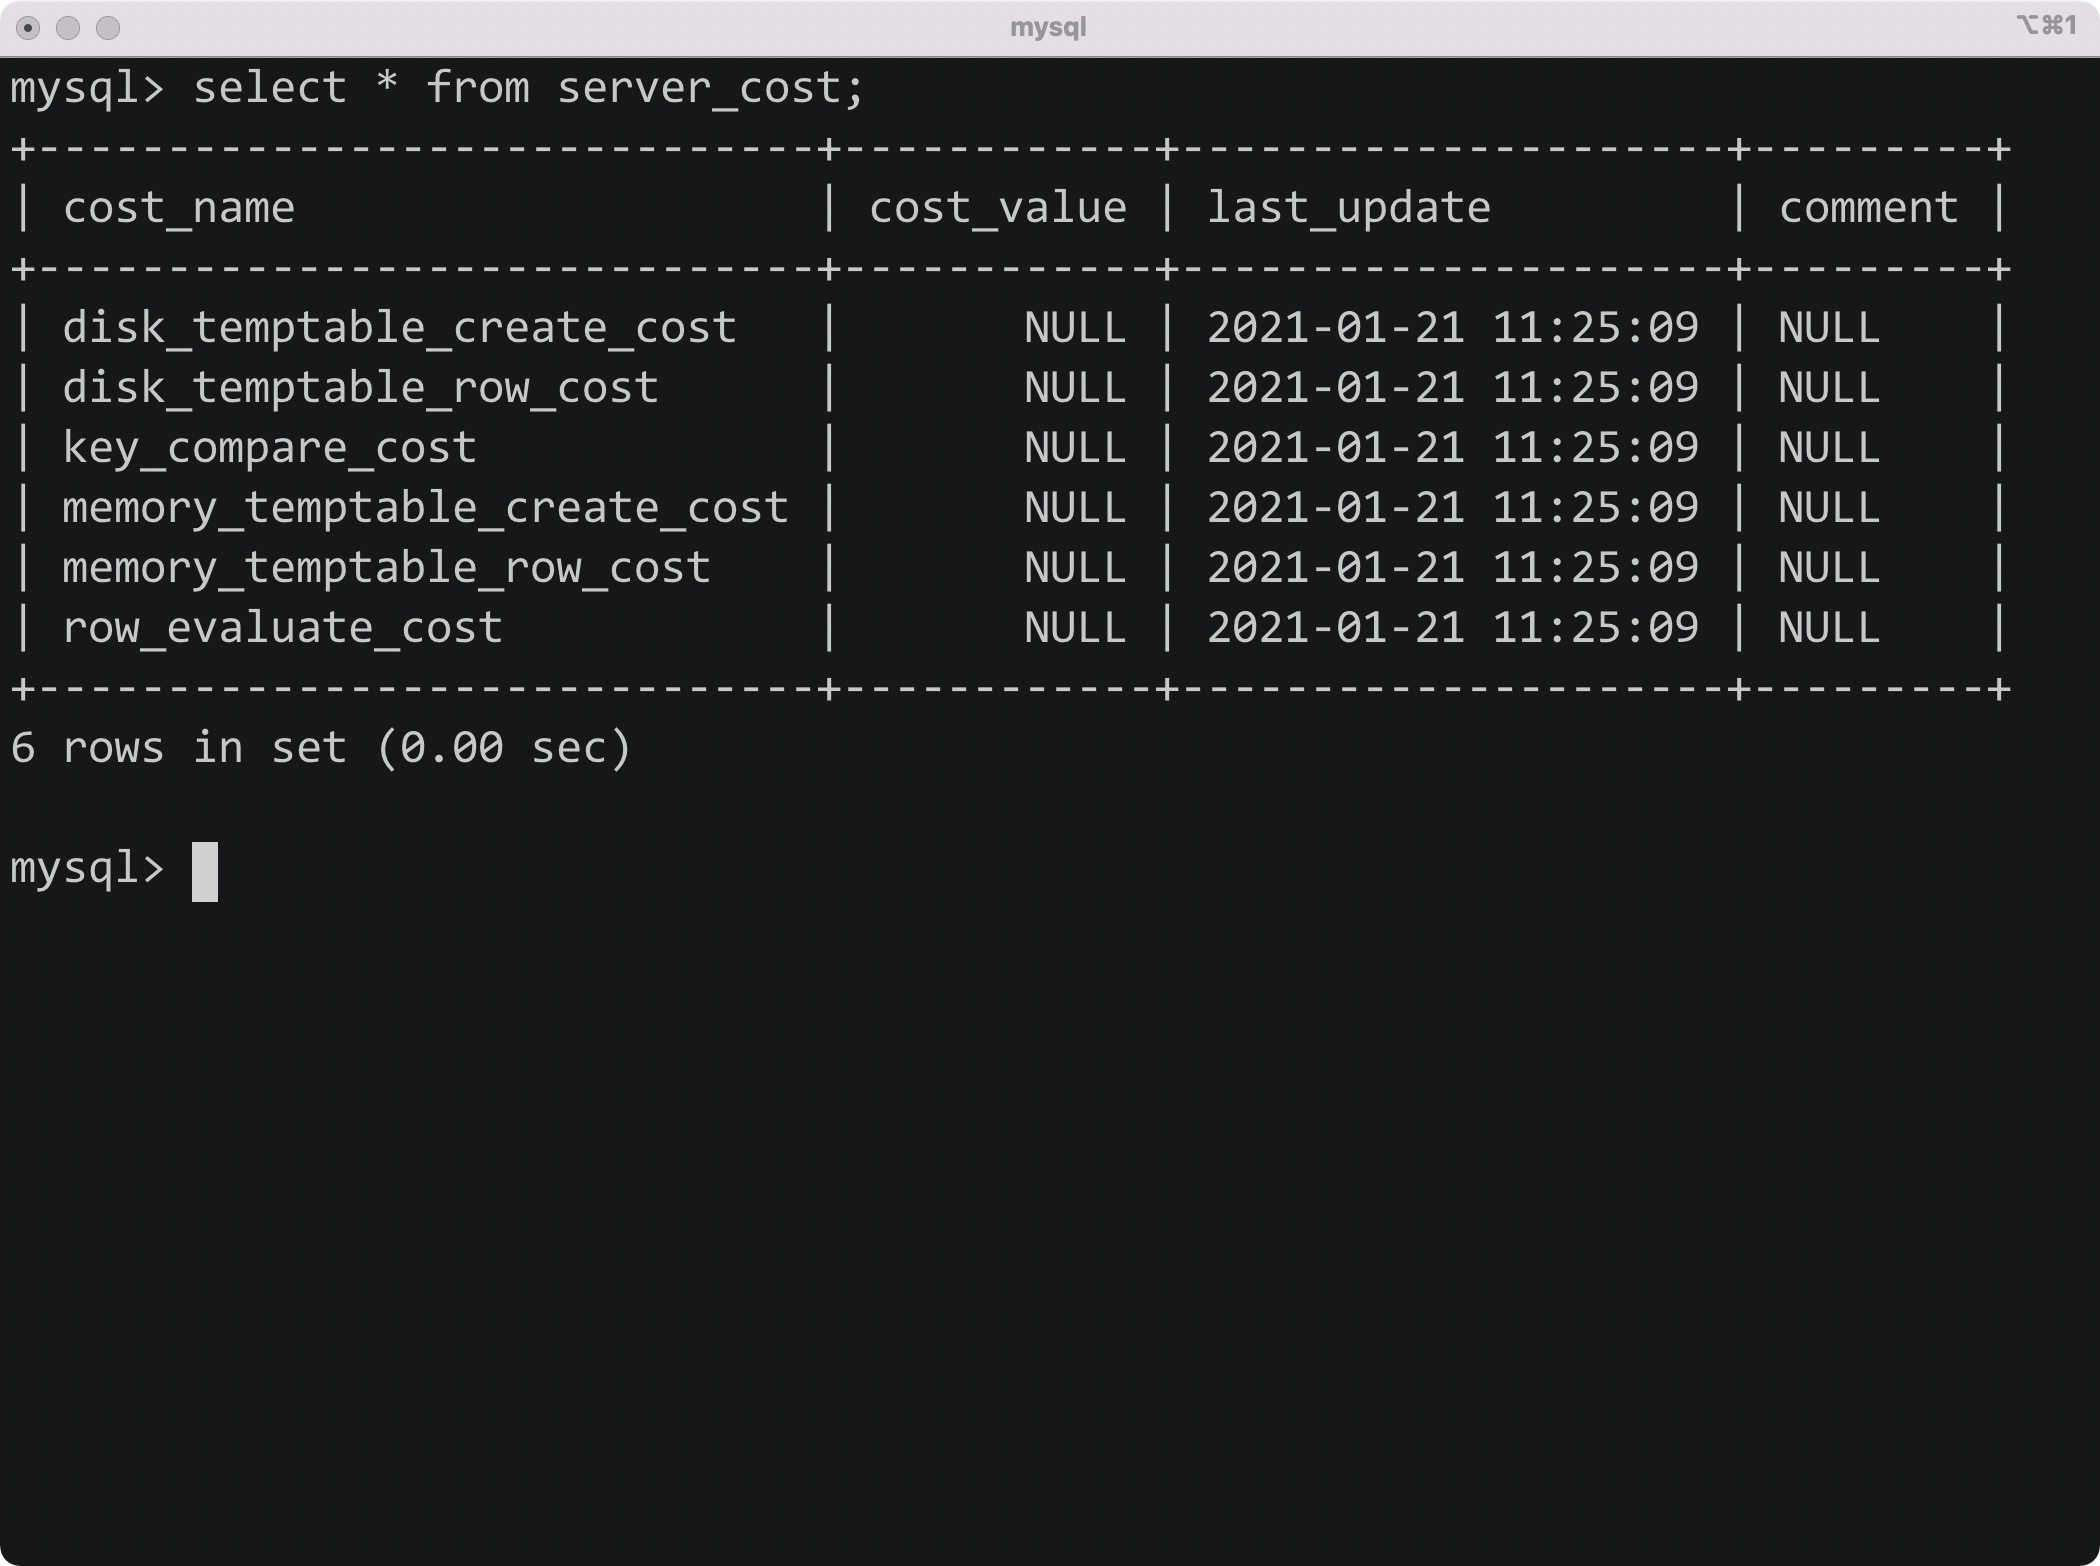 mysql ⌥⌘1
mysql> select * from server_cost;
+------------------------------+------------+---------------------+---------+
| cost_name                    | cost_value | last_update         | comment |
+------------------------------+------------+---------------------+---------+
| disk_temptable_create_cost   |       NULL | 2021-01-21 11:25:09 | NULL    |
| disk_temptable_row_cost      |       NULL | 2021-01-21 11:25:09 | NULL    |
| key_compare_cost             |       NULL | 2021-01-21 11:25:09 | NULL    |
| memory_temptable_create_cost |       NULL | 2021-01-21 11:25:09 | NULL    |
| memory_temptable_row_cost    |       NULL | 2021-01-21 11:25:09 | NULL    |
| row_evaluate_cost            |       NULL | 2021-01-21 11:25:09 | NULL    |
+------------------------------+------------+---------------------+---------+
6 rows in set (0.00 sec)
mysql>